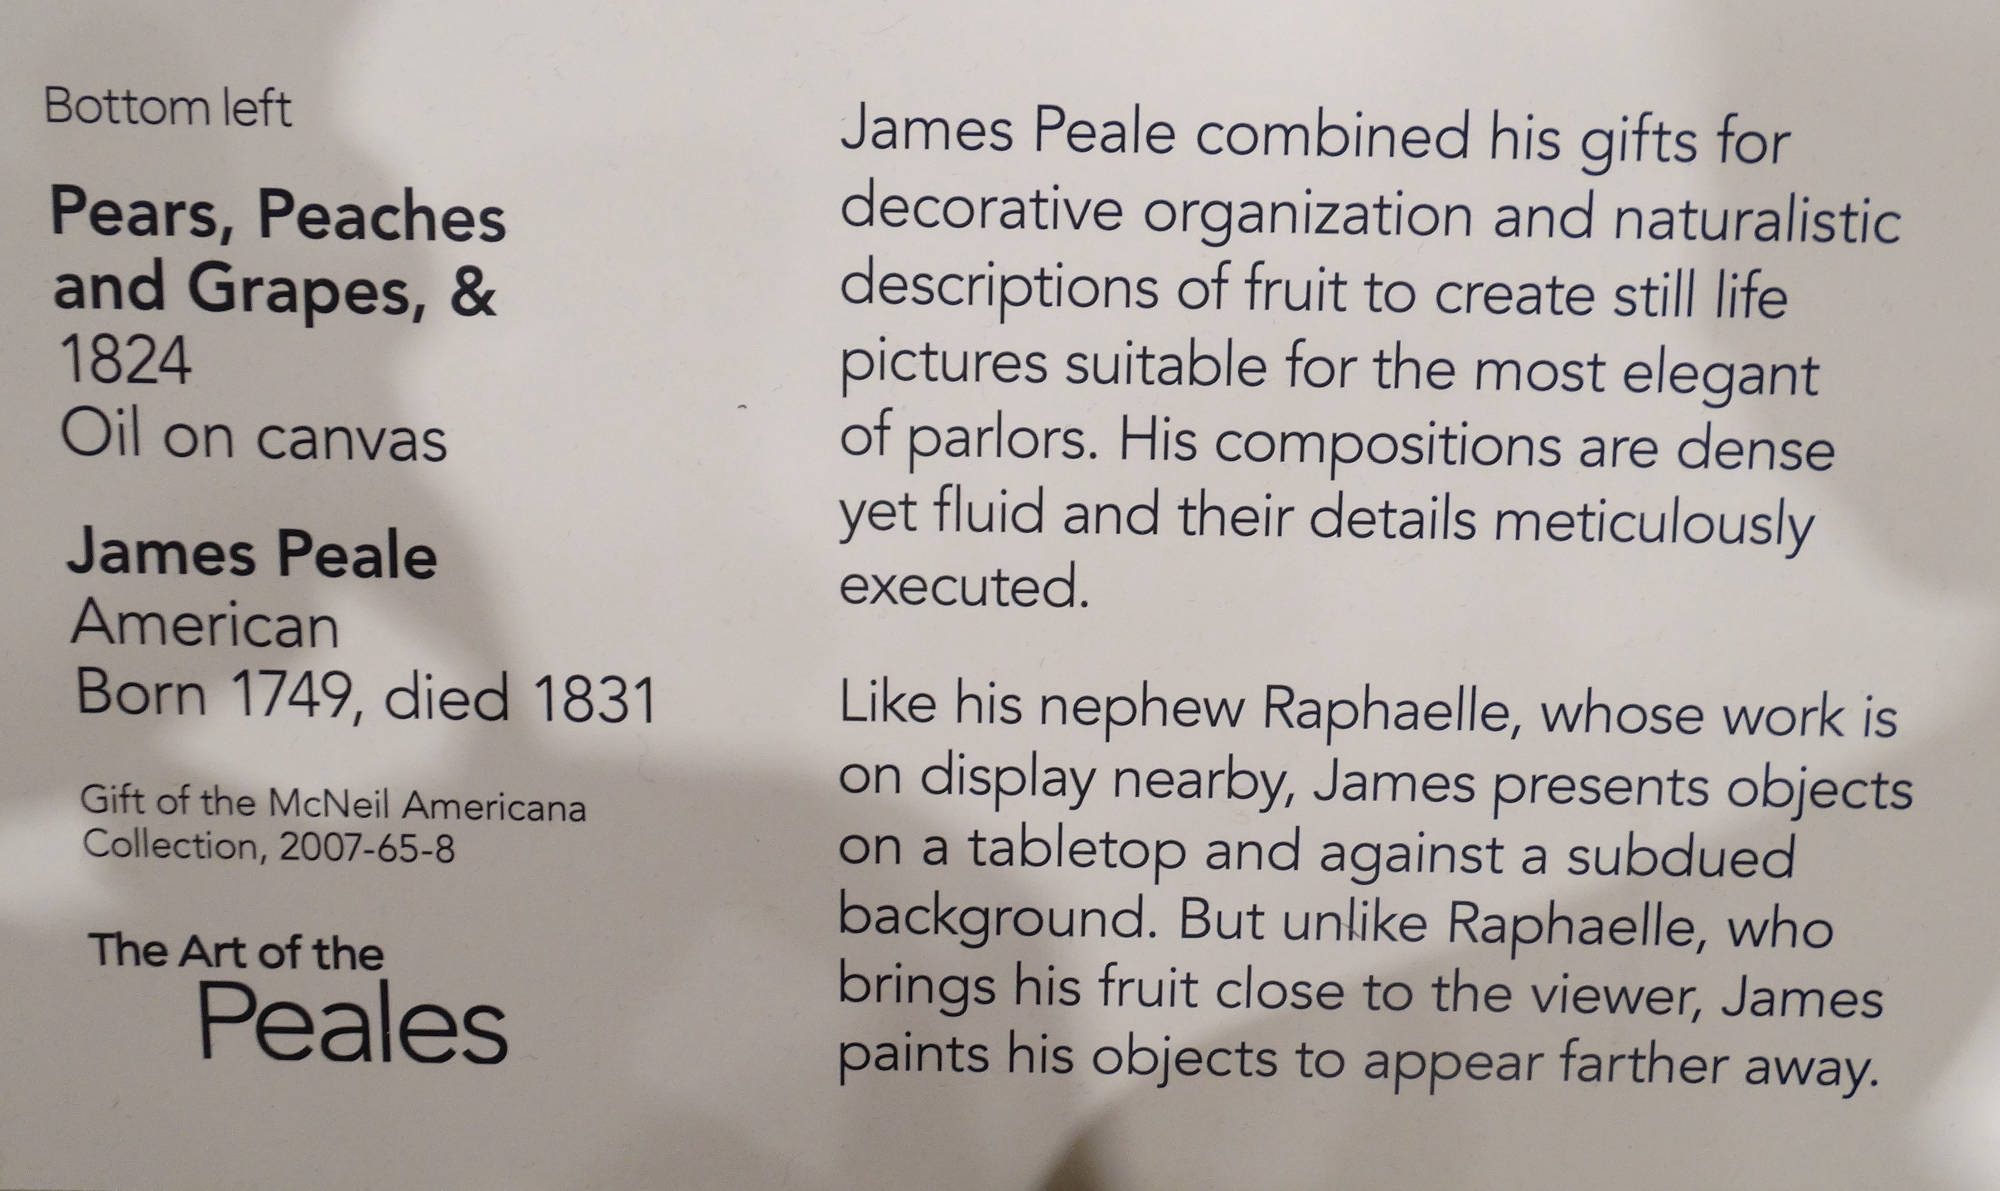 Bottom left
Pears, Peaches
and Grapes, &
1824
Oil on canvas
James Peale
American
Born 1749, died 1831
Gift of the McNeil Americana
Collection, 2007-65-8
The Art of the
Peales
James Peale combined his gifts for
decorative organization and naturalistic
descriptions of fruit to create still life
pictures suitable for the most elegant
of parlors. His compositions are dense
yet fluid and their details meticulously
executed.
Like his nephew Raphaelle, whose work is
on display nearby, James presents objects
on a tabletop and against a subdued
background. But unlike Raphaelle, who
brings his fruit close to the viewer, James
paints his objects to appear farther away.